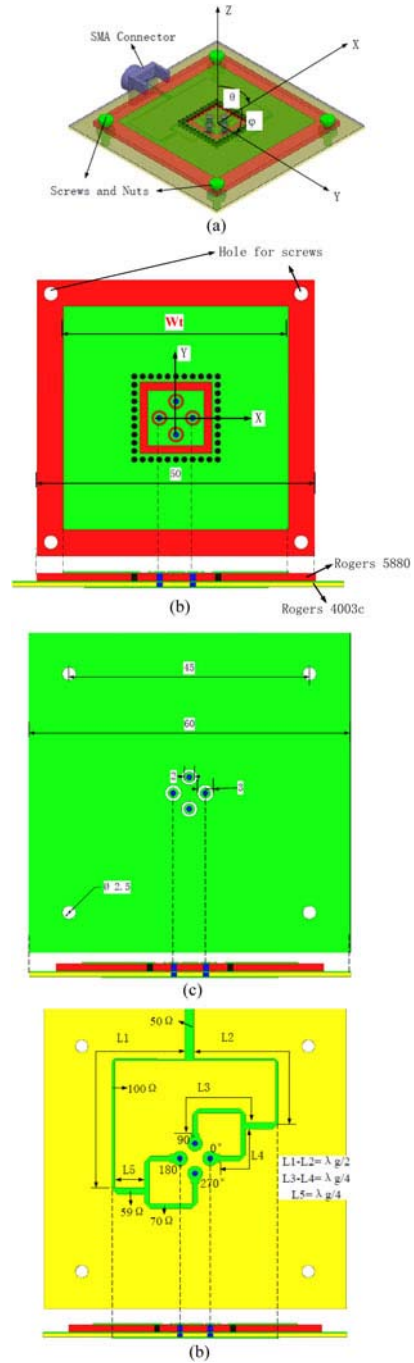 Z
SMA Connector
X
θ
φ
Screws and Nuts
Y
(a)
Hole for screws
Wt
Y
X
50
Rogers 5880
(b)
Rogers 4003c
45
60
2
3
Ø 2.5
(c)
50 Ω
L1
L2
100 Ω
L3
90°
0°
L5
180°
L4
270°
59 Ω
70 Ω
L1-L2= λ g/2
L3-L4= λ g/4
L5= λ g/4
(b)